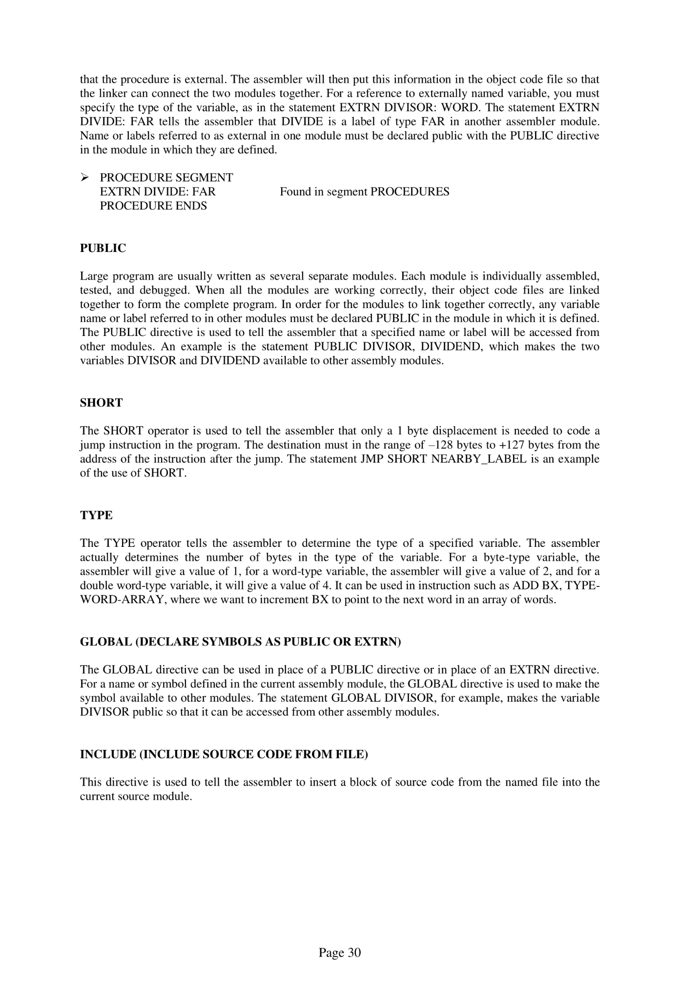 that the procedure is external. The assembler will then put this information in the object code file so that
the linker can connect the two modules together. For a reference to externally named variable, you must
specify the type of the variable, as in the statement EXTRN DIVISOR: WORD. The statement EXTRN
DIVIDE: FAR tells the assembler that DIVIDE is a label of type FAR in another assembler module.
Name or labels referred to as external in one module must be declared public with the PUBLIC directive
in the module in which they are defined.
➢ PROCEDURE SEGMENT
EXTRN DIVIDE: FAR Found in segment PROCEDURES
PROCEDURE ENDS
PUBLIC
Large program are usually written as several separate modules. Each module is individually assembled,
tested, and debugged. When all the modules are working correctly, their object code files are linked
together to form the complete program. In order for the modules to link together correctly, any variable
name or label referred to in other modules must be declared PUBLIC in the module in which it is defined.
The PUBLIC directive is used to tell the assembler that a specified name or label will be accessed from
other modules. An example is the statement PUBLIC DIVISOR, DIVIDEND, which makes the two
variables DIVISOR and DIVIDEND available to other assembly modules.
SHORT
The SHORT operator is used to tell the assembler that only a 1 byte displacement is needed to code a
jump instruction in the program. The destination must in the range of –128 bytes to +127 bytes from the
address of the instruction after the jump. The statement JMP SHORT NEARBY_LABEL is an example
of the use of SHORT.
TYPE
The TYPE operator tells the assembler to determine the type of a specified variable. The assembler
actually determines the number of bytes in the type of the variable. For a byte-type variable, the
assembler will give a value of 1, for a word-type variable, the assembler will give a value of 2, and for a
double word-type variable, it will give a value of 4. It can be used in instruction such as ADD BX, TYPE-
WORD-ARRAY, where we want to increment BX to point to the next word in an array of words.
GLOBAL (DECLARE SYMBOLS AS PUBLIC OR EXTRN)
The GLOBAL directive can be used in place of a PUBLIC directive or in place of an EXTRN directive.
For a name or symbol defined in the current assembly module, the GLOBAL directive is used to make the
symbol available to other modules. The statement GLOBAL DIVISOR, for example, makes the variable
DIVISOR public so that it can be accessed from other assembly modules.
INCLUDE (INCLUDE SOURCE CODE FROM FILE)
This directive is used to tell the assembler to insert a block of source code from the named file into the
current source module.
Page 30